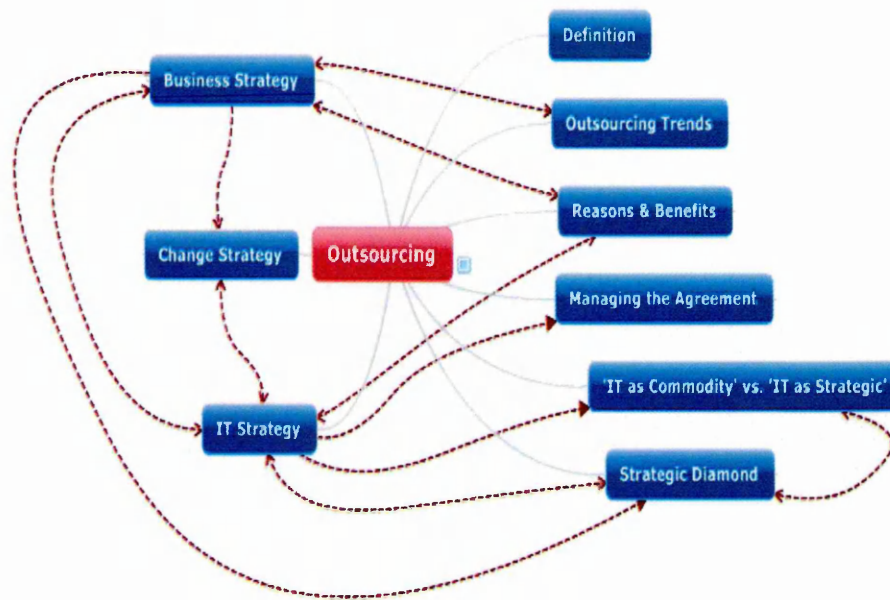 Definition
Business Strategy
Outsourcing Trends
Reasons & Benefits
Change Strategy
Outsourcing
Managing the Agreement
'IT as Commodity' vs. 'IT as Strategic'
IT Strategy
Strategic Diamond